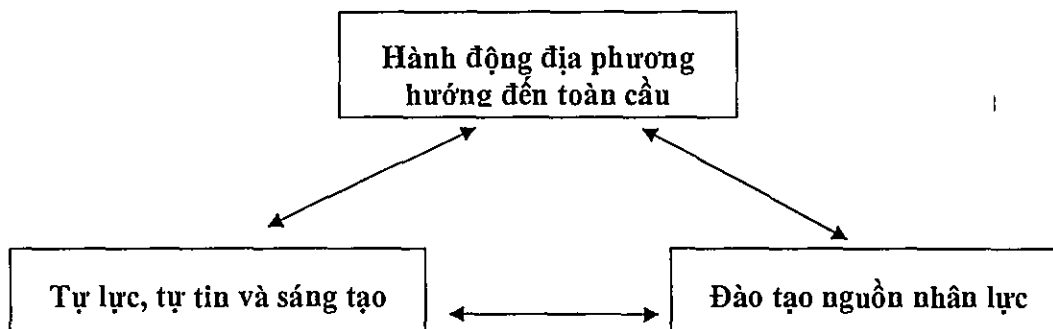 Hành động địa phương
hướng đến toàn cầu
Tự lực, tự tin và sáng tạo
Đào tạo nguồn nhân lực